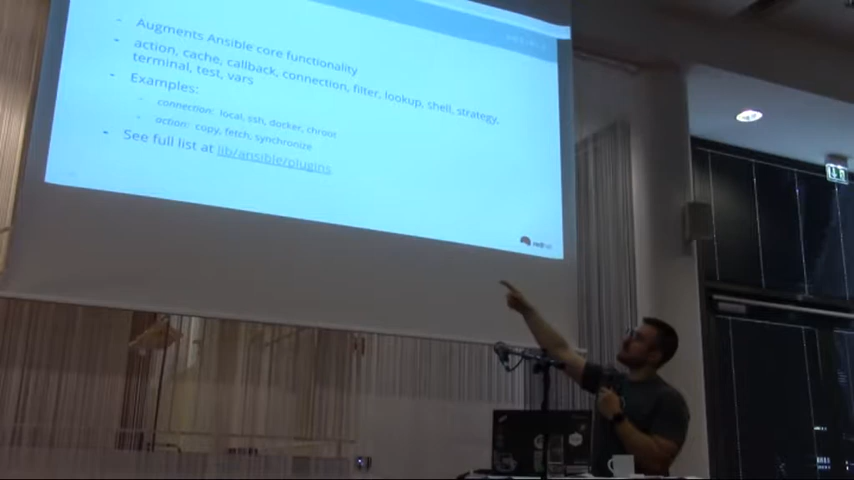 - Augments Ansible core functionality
- action, cache, callback, connection, filter, lookup, shell, strategy,
terminal, test, vars
- Examples:
- connection: local, ssh, docker, chroot
- action: copy, fetch, synchronize
- See full list at lib/ansible/plugins
redhat